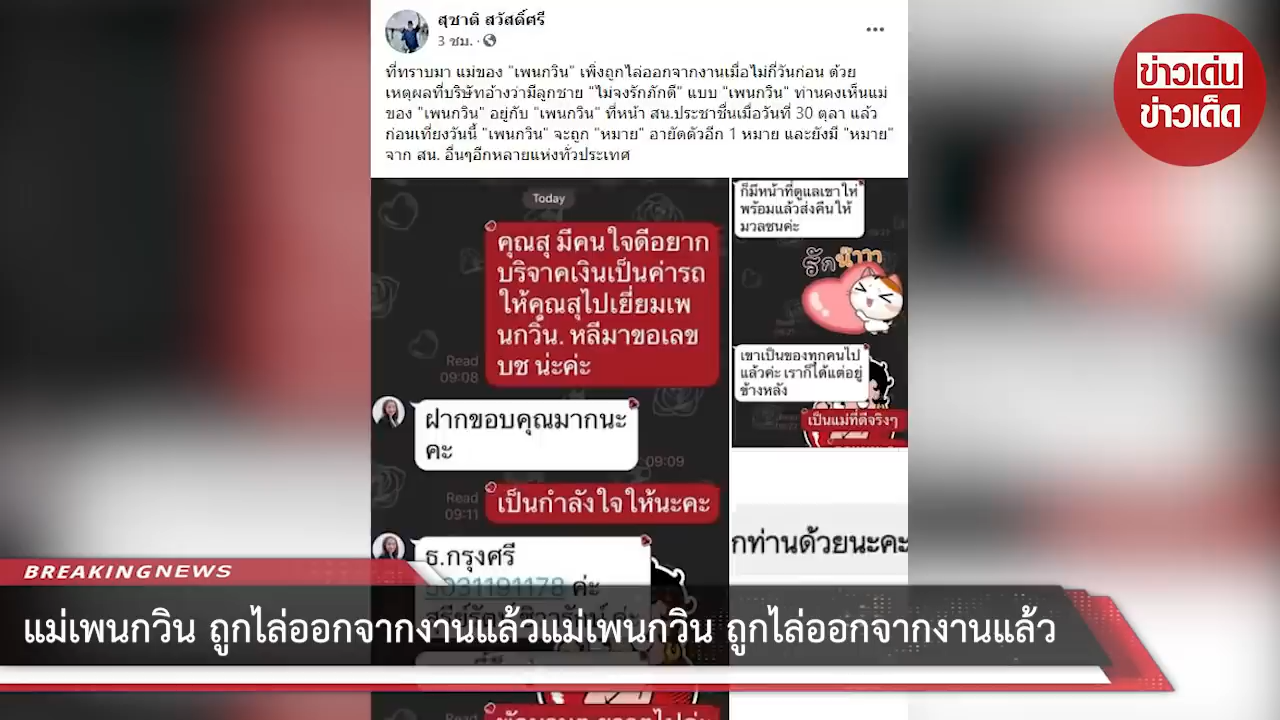 สุชาติ สวัสดิ์ศรี
3 ชม. ·
ที่ทราบมา แม่ของ "เพนกวิน" เพิ่งถูกไล่ออกจากงานเมื่อไม่กี่วันก่อน ด้วย
เหตุผลที่บริษัทอ้างว่ามีลูกชาย "ไม่จงรักภักดี" แบบ "เพนกวิน" ท่านคงเห็นแม่
ของ "เพนกวิน" อยู่กับ "เพนกวิน" ที่หน้า สน.ประชาชื่นเมื่อวันที่ 30 ตุลา แล้ว
ก่อนเที่ยงวันนี้ "เพนกวิน" จะถูก "หมาย" อายัดตัวอีก 1 หมาย และยังมี "หมาย"
จาก สน. อื่นๆอีกหลายแห่งทั่วประเทศ
ข่าวเด่น
ข่าวเด็ด
Today
คุณสุ มีคนใจดีอยาก
บริจาคเงินเป็นค่ารถ
ให้คุณสุไปเยี่ยมเพ
นกวิ้น. หลีมาขอเลข
บช น่ะค่ะ
Read
09:08
ฝากขอบคุณมากนะ
คะ
09:09
Read
09:11
เป็นกำลังใจให้นะคะ
ธ.กรุงศรี
5031191178 ค่ะ
ก็มีหน้าที่ดูแลเขาให้
พร้อมแล้วส่งคืนให้
มวลชนค่ะ
รักน๊าาา
เขาเป็นของทุกคนไป
แล้วค่ะ เราก็ได้แต่อยู่
ข้างหลัง
เป็นแม่ที่ดีจริงๆ
กท่านด้วยนะคะ
BREAKING NEWS
แม่เพนกวิน ถูกไล่ออกจากงานแล้วแม่เพนกวิน ถูกไล่ออกจากงานแล้ว
Read